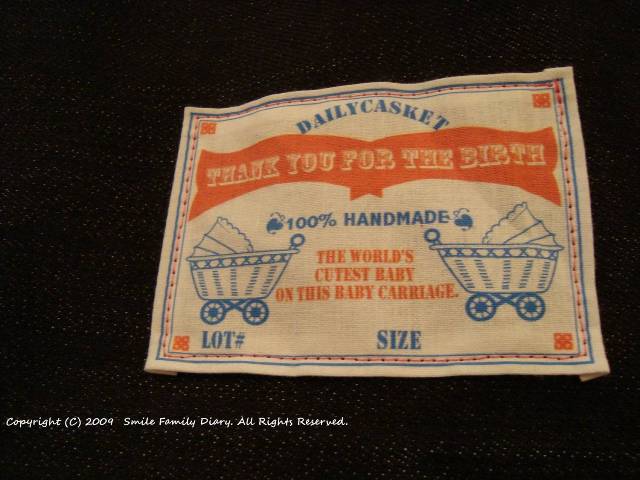 DAILYCASKET
THANK YOU FOR THE BIRTH
100% HANDMADE
THE WORLD'S
CUTEST BABY
ON THIS BABY CARRIAGE.
LOT# SIZE
Copyright (C) 2009 Smile Family Diary. All Rights Reserved.